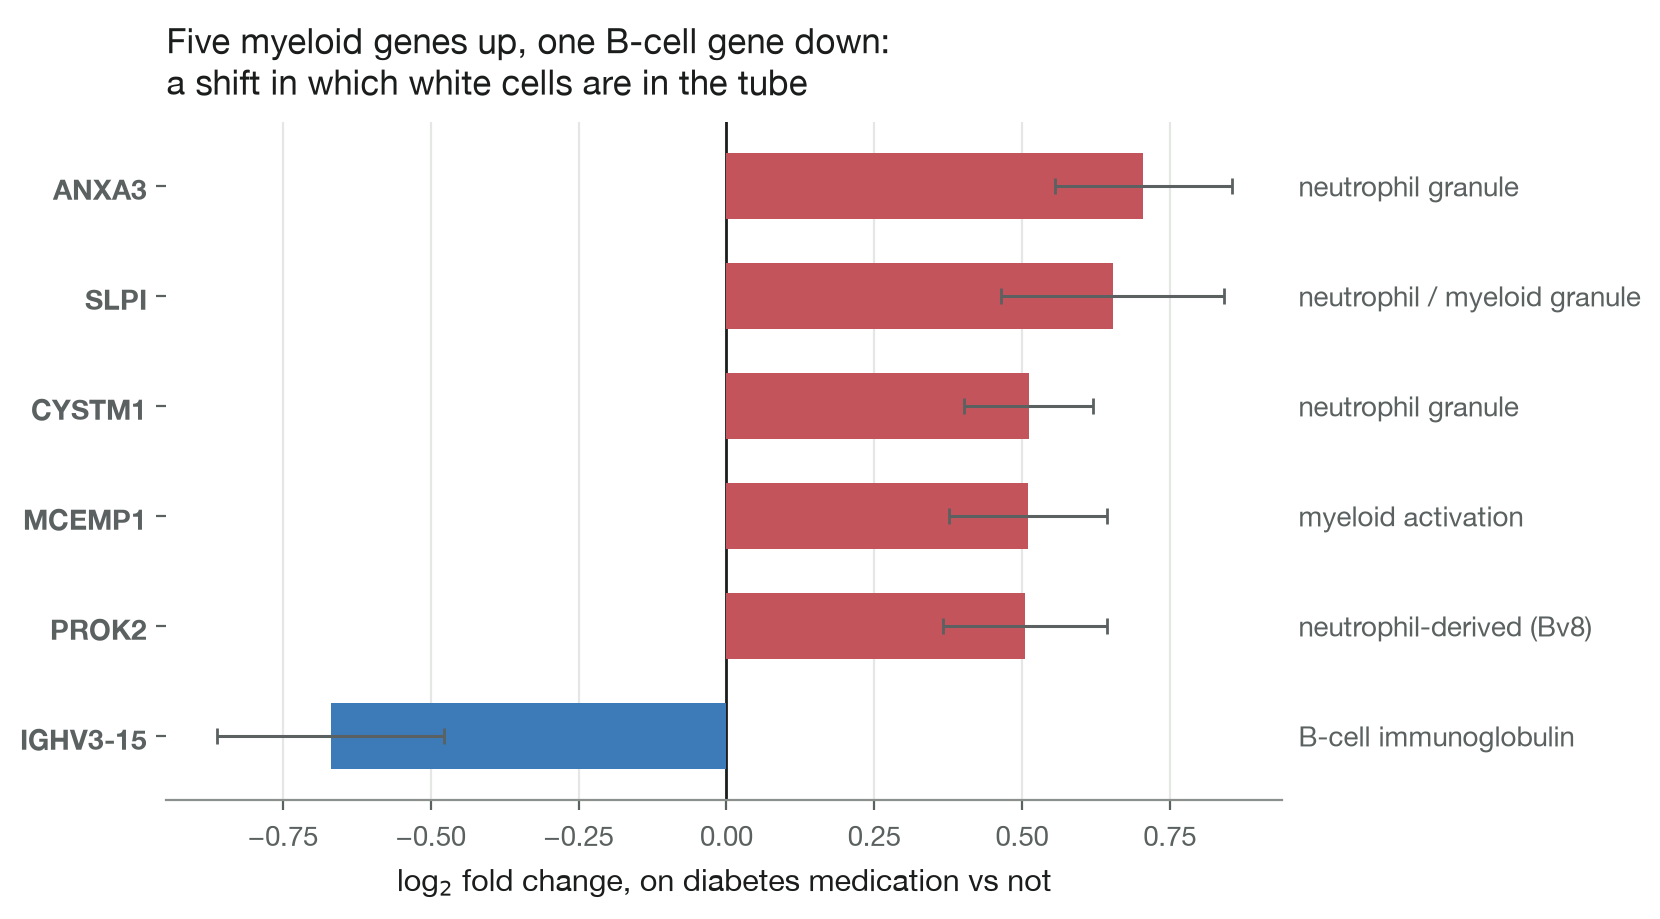 Five myeloid genes up, one B-cell gene down:
a shift in which white cells are in the tube
ANXA3
neutrophil granule
SLPI
neutrophil / myeloid granule
CYSTM1
neutrophil granule
MCEMP1
myeloid activation
PROK2
neutrophil-derived (Bv8)
IGHV3-15
B-cell immunoglobulin
−0.75 −0.50 −0.25 0.00 0.25 0.50 0.75
log₂ fold change, on diabetes medication vs not